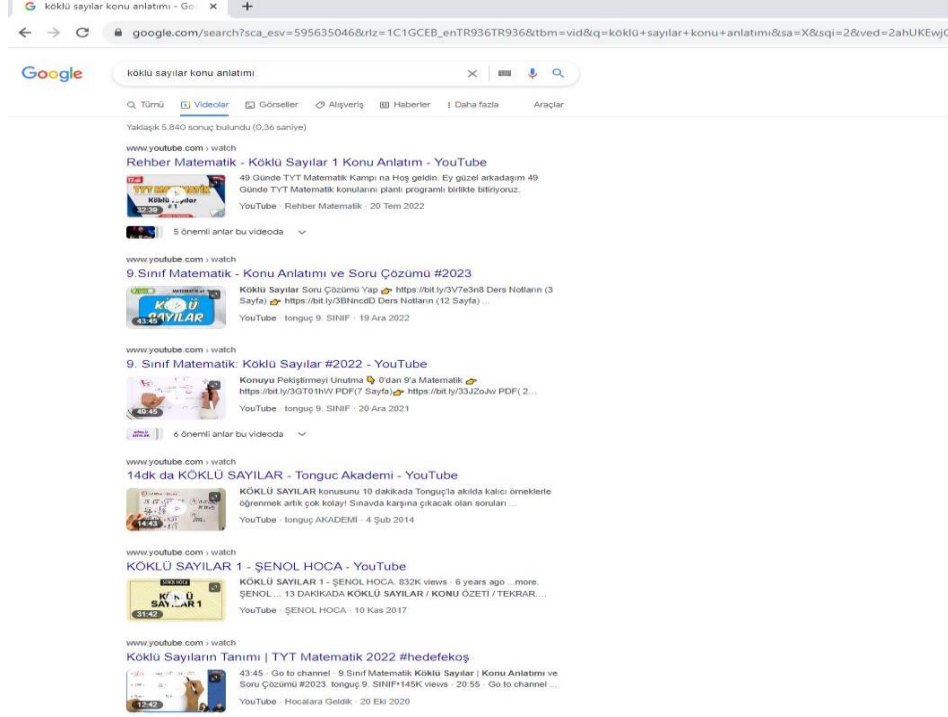 köklü sayılar konu anlatımı - Goo
google.com/search?sca_esv=595635046&rlz=1C1GCEB_enTR936TR936&tbm=vid&q=köklü+sayılar+konu+anlatımı&sa=X&sqi=2&ved=2ahUKEwjC
Google
köklü sayılar konu anlatımı
Tümü Videolar Görseller Alışveriş Haberler Daha fazla Araçlar
Yaklaşık 5.840 sonuç bulundu (0,36 saniye)
www.youtube.com › watch
Rehber Matematik - Köklü Sayılar 1 Konu Anlatım - YouTube
49 Günde TYT Matematik Kampı na Hoş geldin. Ey güzel arkadaşım 49
Günde TYT Matematik konularını planlı programlı birlikte bitiriyoruz.
32:39
YouTube · Rehber Matematik · 20 Tem 2022
5 önemli anlar bu videoda
www.youtube.com › watch
9.Sınıf Matematik - Konu Anlatımı ve Soru Çözümü #2023
Köklü Sayılar Soru Çözümü Yap 👉 https://bit.ly/3V7e3n8 Ders Notların (3
Sayfa) 👉 https://bit.ly/3BNncdD Ders Notların (12 Sayfa) ...
43:45
YouTube · tonguç 9. SINIF · 19 Ara 2022
www.youtube.com › watch
9. Sınıf Matematik: Köklü Sayılar #2022 - YouTube
Konuyu Pekiştirmeyi Unutma 👇 0'dan 9'a Matematik 👉
https://bit.ly/3GT01hW PDF(7 Sayfa)👉 https://bit.ly/33JZoJw PDF( 2...
49:45
YouTube · tonguç 9. SINIF · 20 Ara 2021
6 önemli anlar bu videoda
www.youtube.com › watch
14dk da KÖKLÜ SAYILAR - Tonguc Akademi - YouTube
KÖKLÜ SAYILAR konusunu 10 dakikada Tonguç'la akılda kalıcı örneklerle
öğrenmek artık çok kolay! Sınavda karşına çıkacak olan soruları ...
14:43
YouTube · tonguç AKADEMİ · 4 Şub 2014
www.youtube.com › watch
KÖKLÜ SAYILAR 1 - ŞENOL HOCA - YouTube
KÖKLÜ SAYILAR 1 - ŞENOL HOCA. 832K views · 6 years ago ...more.
ŞENOL ... 13 DAKİKADA KÖKLÜ SAYILAR / KONU ÖZETİ / TEKRAR....
31:42
YouTube · ŞENOL HOCA · 10 Kas 2017
www.youtube.com › watch
Köklü Sayıların Tanımı | TYT Matematik 2022 #hedefekoş
43:45 · Go to channel · 9.Sınıf Matematik Köklü Sayılar | Konu Anlatımı ve
Soru Çözümü #2023. tonguç 9. SINIF•145K views · 20:55 · Go to channel ...
12:42
YouTube · Hocalara Geldik · 20 Eki 2020